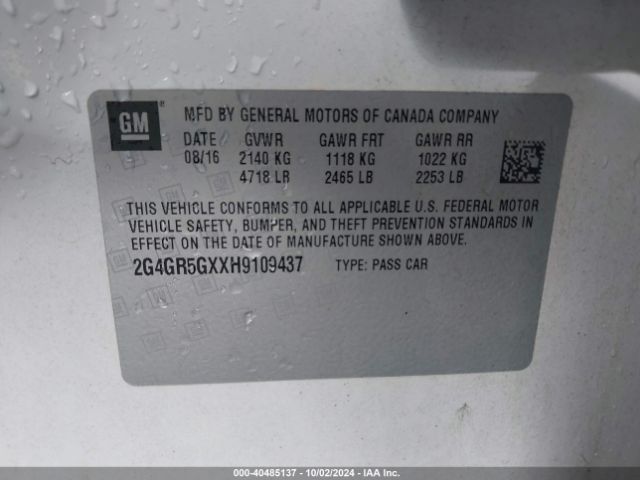 GM ® MFD BY GENERAL MOTORS OF CANADA COMPANY
DATE GVWR GAWR FRT GAWR RR
08/16 2140 KG 1118 KG 1022 KG
4718 LB 2465 LB 2253 LB
THIS VEHICLE CONFORMS TO ALL APPLICABLE U.S. FEDERAL MOTOR
VEHICLE SAFETY, BUMPER, AND THEFT PREVENTION STANDARDS IN
EFFECT ON THE DATE OF MANUFACTURE SHOWN ABOVE.
2G4GR5GXXH9109437 TYPE: PASS CAR
000-40485137 - 10/02/2024 - IAAI.COM